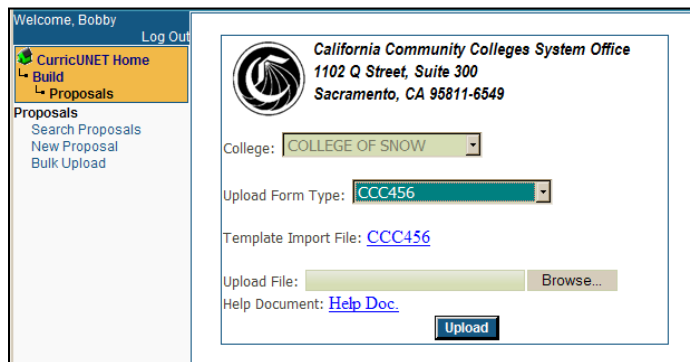 Welcome, Bobby
Log Out
CurricUNET Home
Build
Proposals
Proposals
Search Proposals
New Proposal
Bulk Upload
California Community Colleges System Office
1102 Q Street, Suite 300
Sacramento, CA 95811-6549
College: COLLEGE OF SNOW
Upload Form Type: CCC456
Template Import File: CCC456
Upload File: Browse...
Help Document: Help Doc.
Upload